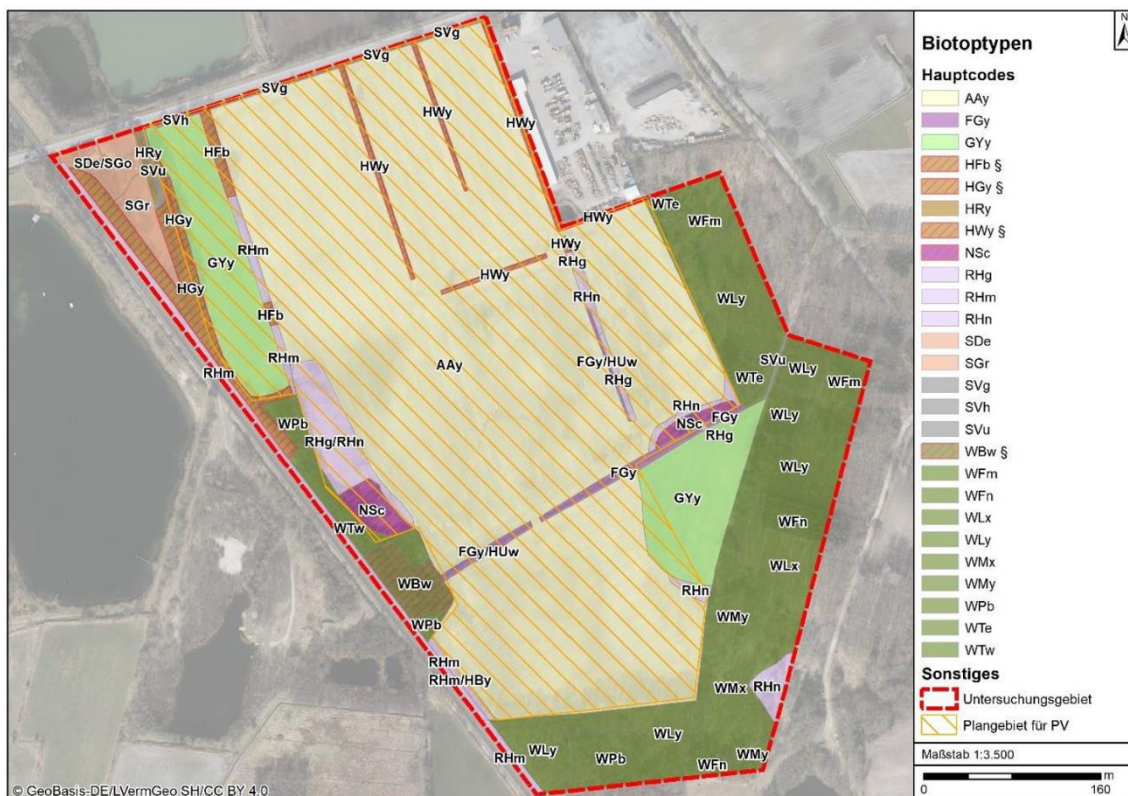 SVg
SVg
SVg
SVh
HWy
HWy
HWy
SDe/SGo
HRy
SVu
HFb
HWy
SGr
HGy
WTe
WFm
HWy
RHm
HWy
RHg
GYy
HWy
HGy
RHn
WLy
HFb
RHm
AAy
FGy/HUw
RHg
SVu
WLy
RHm
WTe
WFm
RHn
FGy
WLy
WPb
NSc
RHg
RHg/RHn
FGy
WLy
GYy
NSc
WTw
WFn
FGy/HUw
WLx
WBw
RHn
WMy
WPb
RHm
RHm/HBy
WMx
RHn
WLy
RHm
WLy
WPb
WMy
WFn
© GeoBasis-DE/LVermGeo SH/CC BY 4.0
N
Biotoptypen
Hauptcodes
AAy
FGy
GYy
HFb §
HGy §
HRy
HWy §
NSc
RHg
RHm
RHn
SDe
SGr
SVg
SVh
SVu
WBw §
WFm
WFn
WLx
WLy
WMx
WMy
WPb
WTe
WTw
Sonstiges
Untersuchungsgebiet
Plangebiet für PV
Maßstab 1:3.500
m
0 160